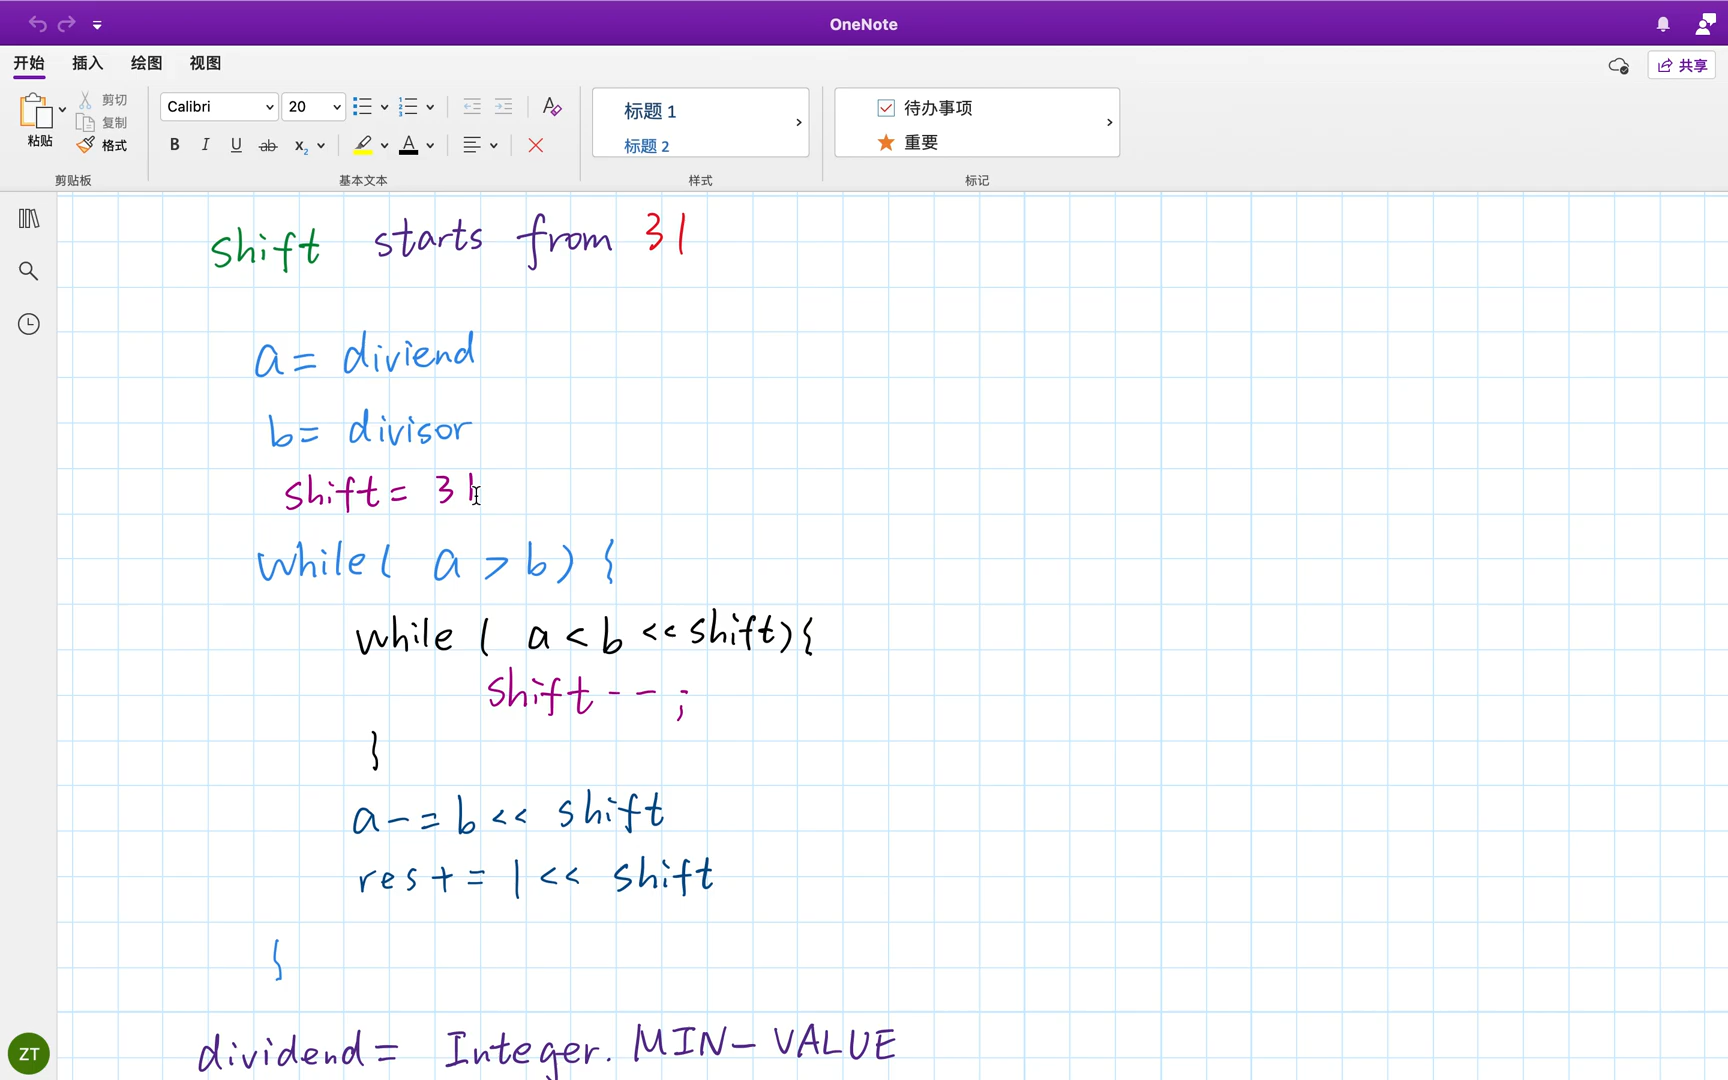 OneNote
开始 插入 绘图 视图
共享
粘贴
剪切
复制
格式
Calibri 20
B I U ab x₂ A
标题 1
标题 2
待办事项
重要
剪贴板 基本文本 样式 标记
shift starts from 31
a = diviend
b = divisor
shift = 31
while( a > b) {
while ( a < b << shift){
shift -- ;
}
a -= b << shift
res += 1 << shift
}
dividend = Integer. MIN_VALUE
ZT